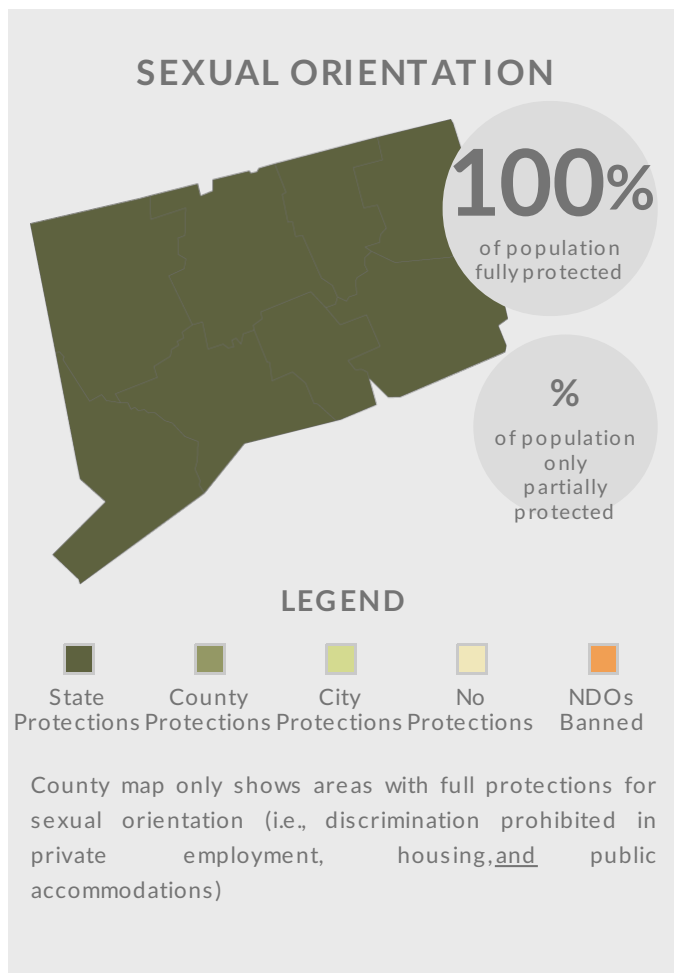 SEXUAL ORIENTATION
100%
of population
fully protected
%
of population
only
partially
protected
LEGEND
State
Protections
County
Protections
City
Protections
No
Protections
NDOs
Banned
County map only shows areas with full protections for
sexual orientation (i.e., discrimination prohibited in
private employment, housing, and public
accommodations)